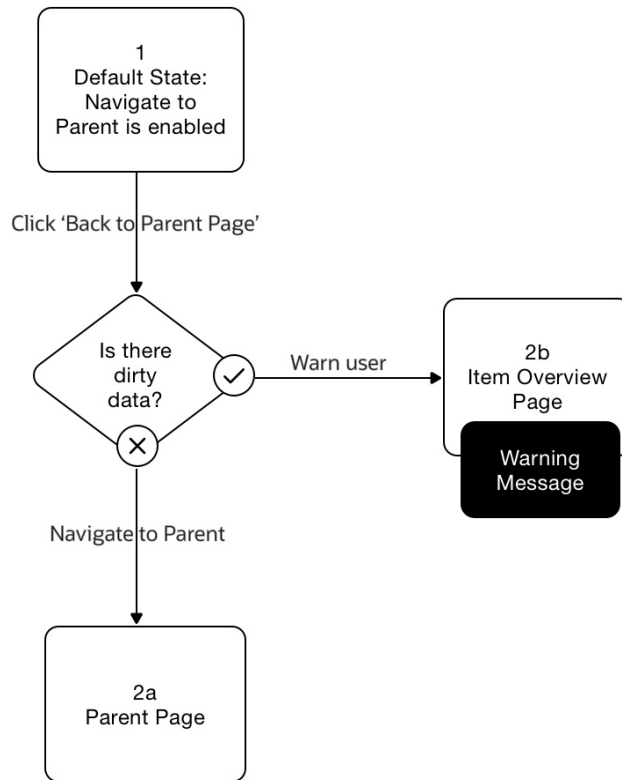 1
Default State:
Navigate to
Parent is enabled
Click ‘Back to Parent Page’
Is there
dirty
data?
Warn user
2b
Item Overview
Page
Warning
Message
Navigate to Parent
2a
Parent Page